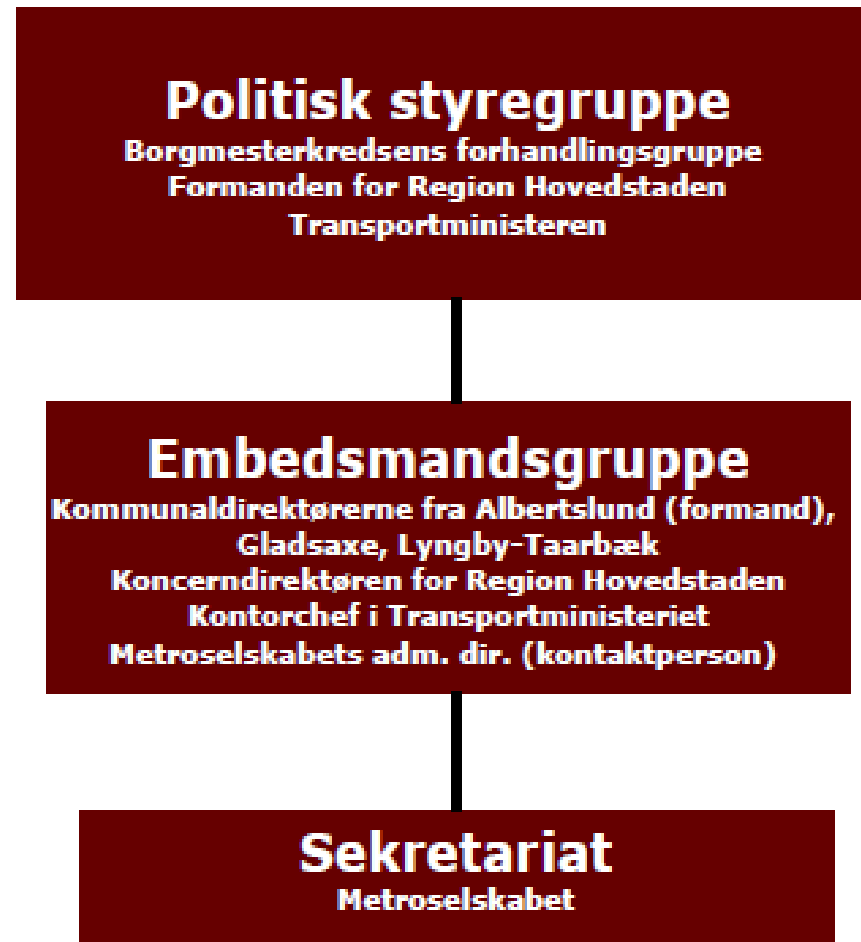 Politisk styregruppe
Borgmesterkredsens forhandlingsgruppe
Formanden for Region Hovedstaden
Transportministeren
Embedsmandsgruppe
Kommunaldirektørerne fra Albertslund (formand),
Gladsaxe, Lyngby-Taarbæk
Koncerndirektøren for Region Hovedstaden
Kontorchef i Transportministeriet
Metroselskabets adm. dir. (kontaktperson)
Sekretariat
Metroselskabet